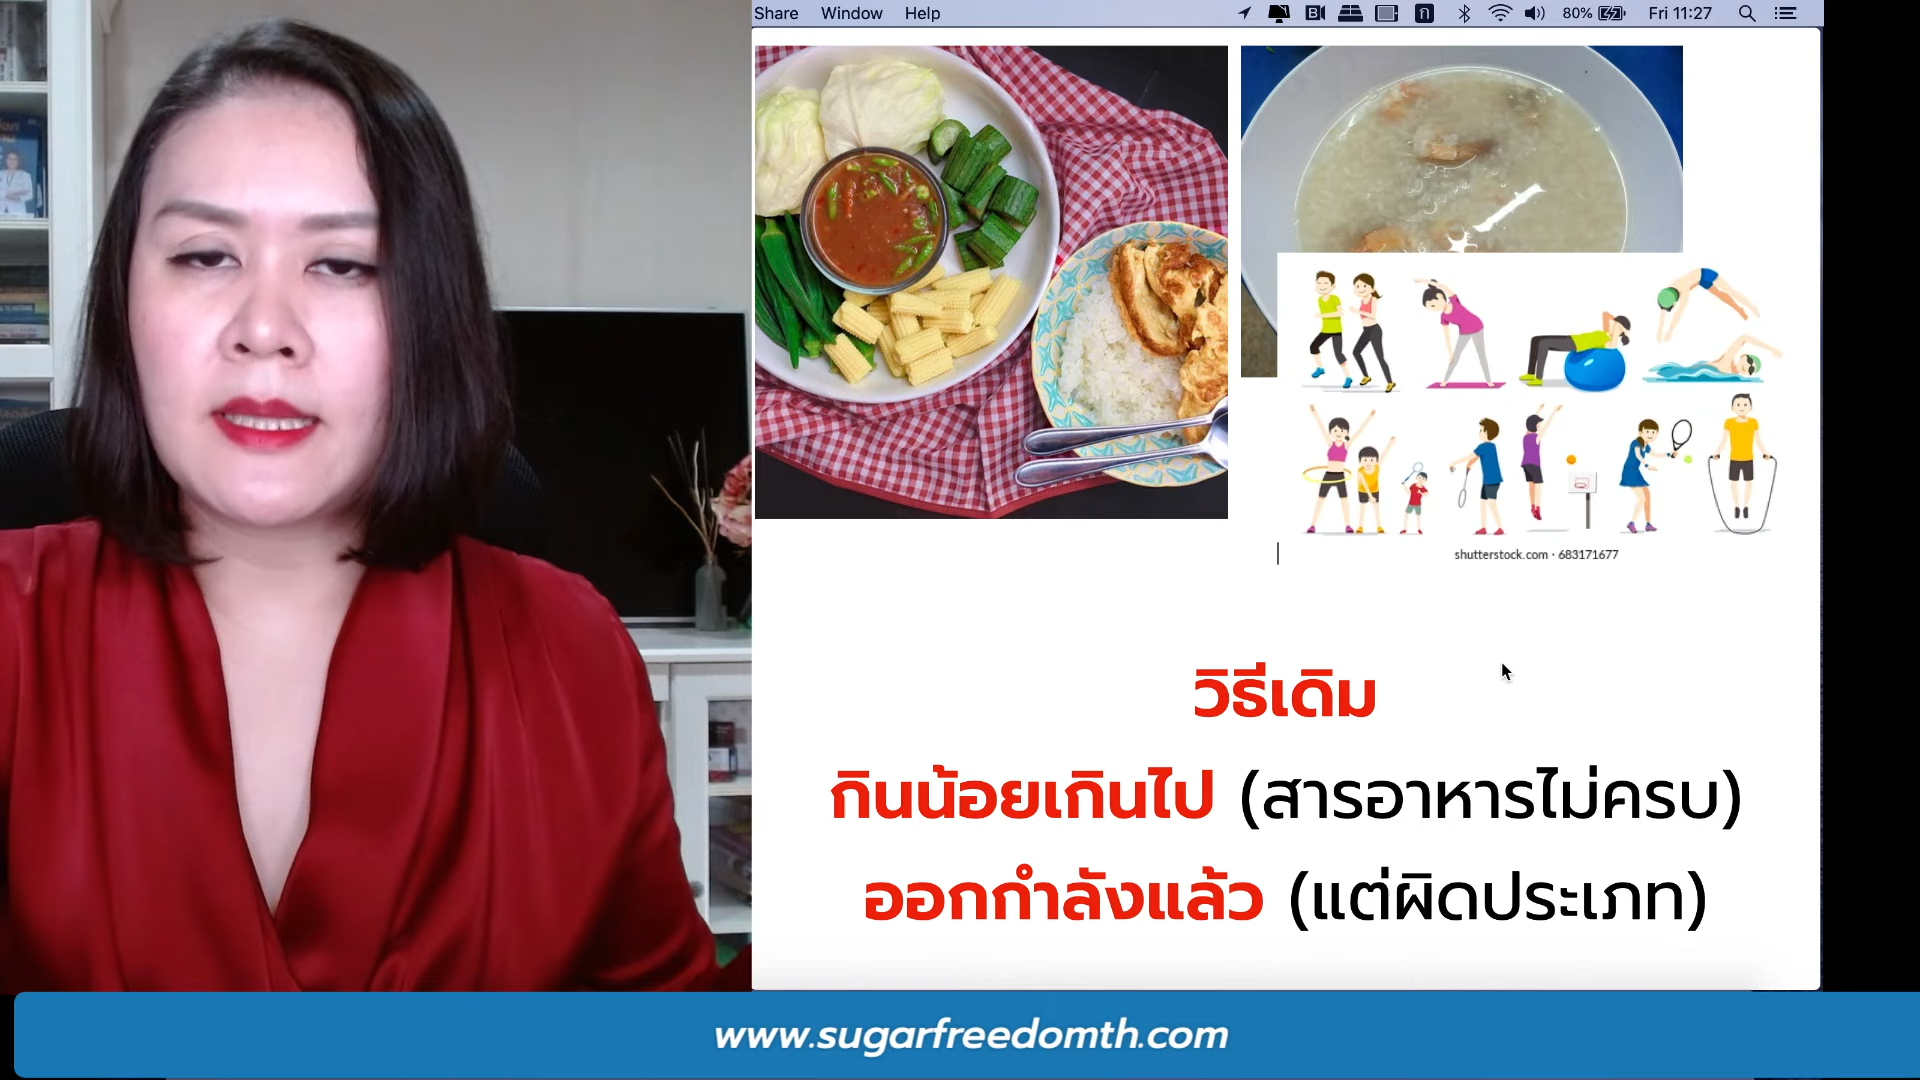 Share Window Help
80% Fri 11:27
shutterstock.com · 683171677
วิธีเดิม
กินน้อยเกินไป (สารอาหารไม่ครบ)
ออกกำลังแล้ว (แต่ผิดประเภท)
www.sugarfreedomth.com